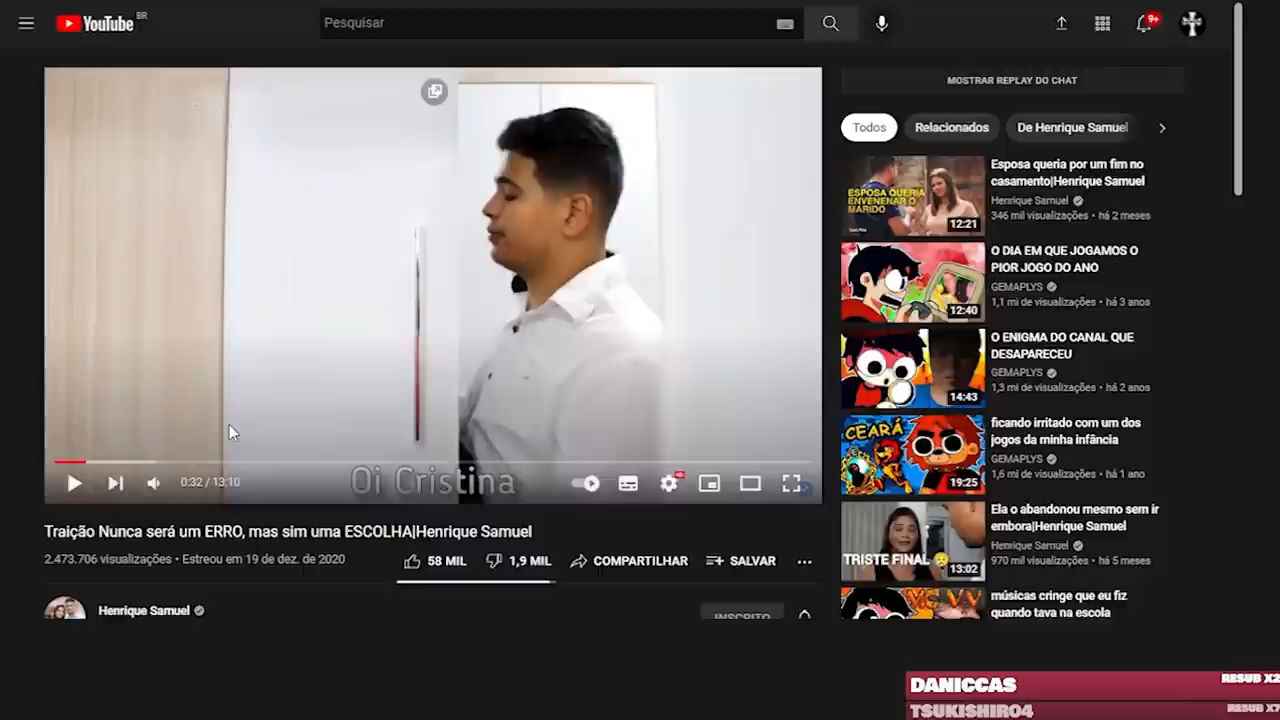 YouTube BR
Pesquisar
9+
MOSTRAR REPLAY DO CHAT
Todos
Relacionados
De Henrique Samuel
Oi Cristina
0:32 / 13:10
HD
Traição Nunca será um ERRO, mas sim uma ESCOLHA|Henrique Samuel
2.473.706 visualizações • Estreou em 19 de dez. de 2020
58 MIL
1,9 MIL
COMPARTILHAR
SALVAR
Henrique Samuel
INSCRITO
ESPOSA QUERIA
ENVENENAR O
MARIDO
12:21
Esposa queria por um fim no
casamento|Henrique Samuel
Henrique Samuel
346 mil visualizações • há 2 meses
12:40
O DIA EM QUE JOGAMOS O
PIOR JOGO DO ANO
GEMAPLYS
1,1 mi de visualizações • há 3 anos
14:43
O ENIGMA DO CANAL QUE
DESAPARECEU
GEMAPLYS
1,3 mi de visualizações • há 2 anos
CEARÁ
19:25
ficando irritado com um dos
jogos da minha infância
GEMAPLYS
1,6 mi de visualizações • há 1 ano
TRISTE FINAL
13:02
Ela o abandonou mesmo sem ir
embora|Henrique Samuel
Henrique Samuel
970 mil visualizações • há 5 meses
músicas cringe que eu fiz
quando tava na escola
DANICCAS
RESUB X2
TSUKISHIRO4
RESUB X7